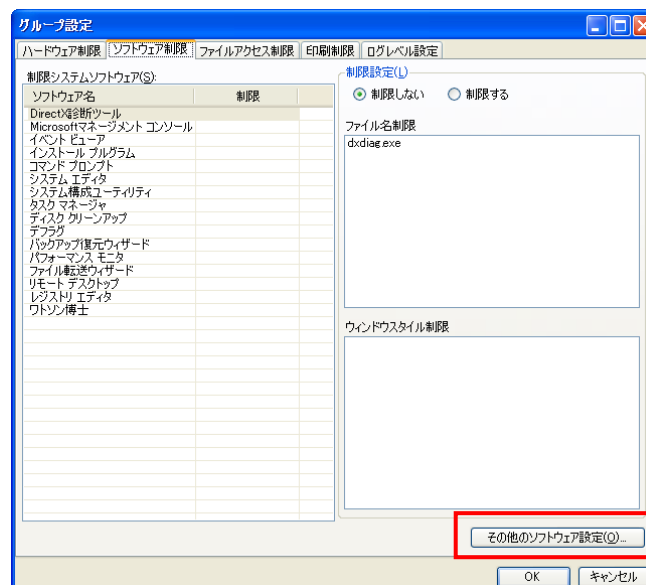 グループ設定
ハードウェア制限 ソフトウェア制限 ファイルアクセス制限 印刷制限 ログレベル設定
制限システムソフトウェア(S):
ソフトウェア名 制限
DirectX診断ツール
Microsoftマネージメント コンソール
イベント ビューア
インストール プルグラム
コマンド プロンプト
システム エディタ
システム構成ユーティリティ
タスク マネージャ
ディスク クリーンアップ
デフラグ
バックアップ復元ウィザード
パフォーマンス モニタ
ファイル転送ウィザード
リモート デスクトップ
レジストリ エディタ
ワトソン博士
制限設定(L)
制限しない 制限する
ファイル名制限
dxdiag.exe
ウィンドウスタイル制限
その他のソフトウェア設定(O)...
OK キャンセル